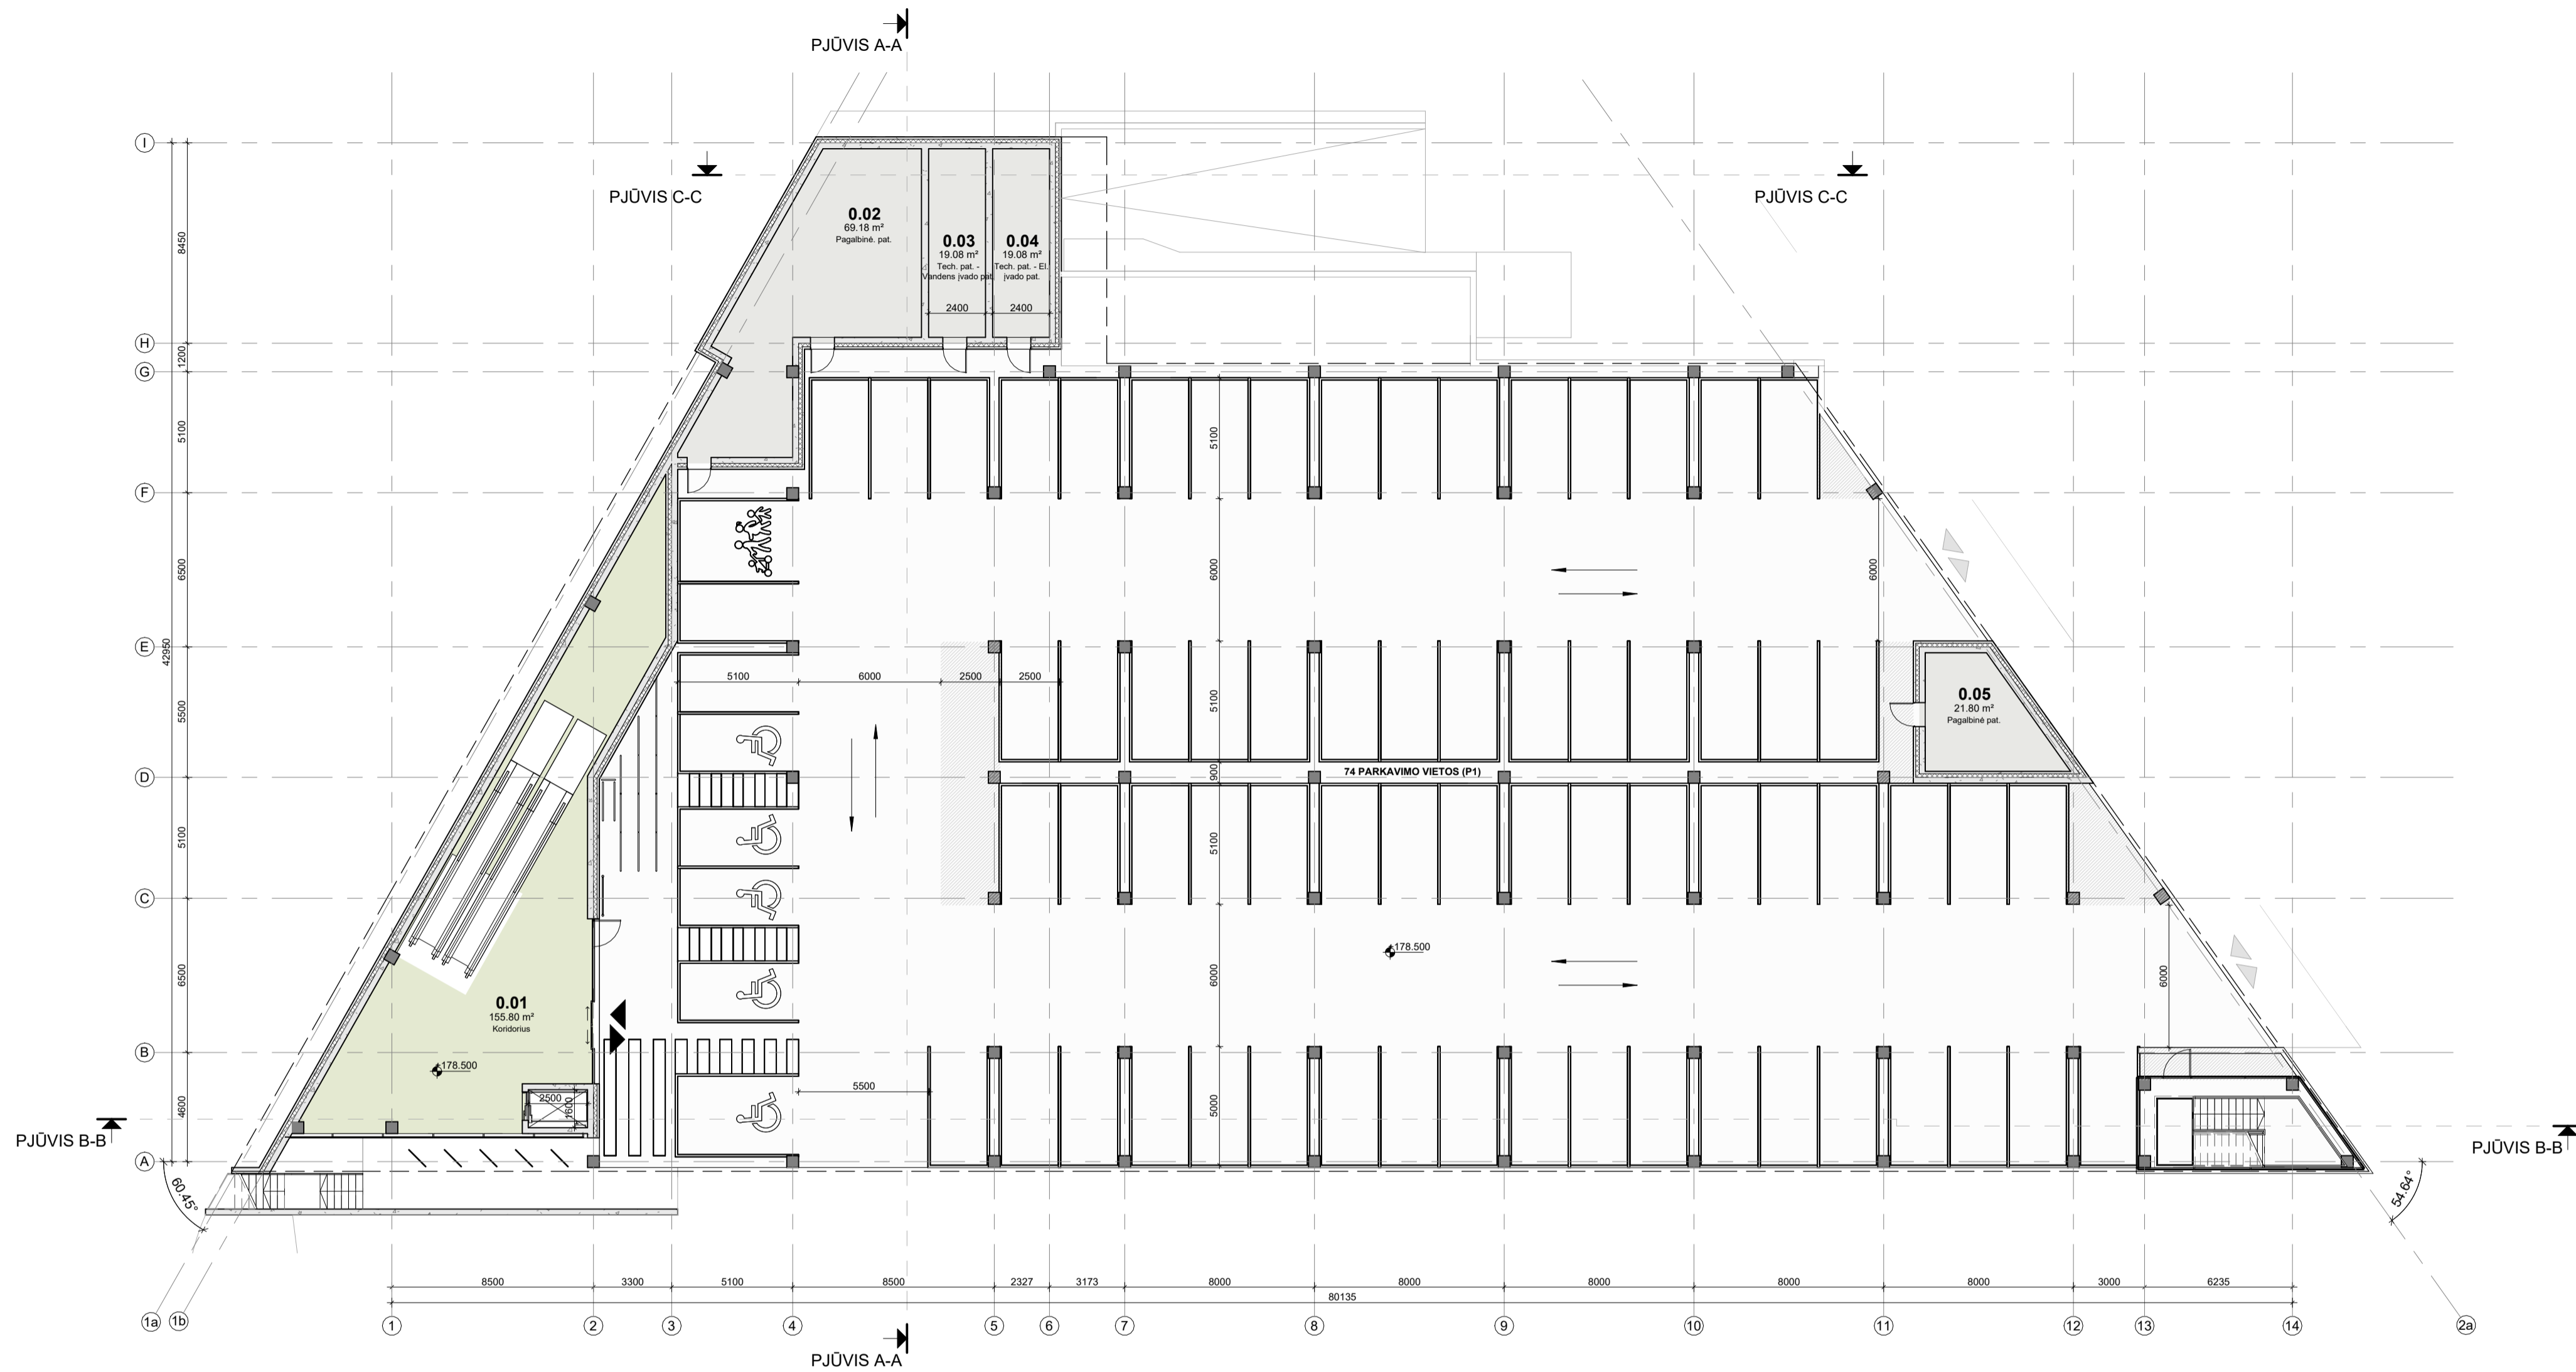 PJŪVIS A-A
I
PJŪVIS C-C
PJŪVIS C-C
0.02
69.18 m²
Pagalbinė. pat.
0.03
19.08 m²
Tech. pat. -
Vandens įvado pat.
0.04
19.08 m²
Tech. pat. - El.
įvado pat.
8450
2400
2400
H
1200
G
5100
5100
F
6500
6000
6000
E
42950
5100
6000
2500
2500
5500
5100
0.05
21.80 m²
Pagalbinė pat.
D
900
74 PARKAVIMO VIETOS (P1)
5100
5100
C
+178.500
6500
6000
6000
0.01
155.80 m²
Koridorius
B
+178.500
2500
1600
5500
4600
5000
PJŪVIS B-B
PJŪVIS B-B
A
60.45°
54.64°
8500
3300
5100
8500
2327
3173
8000
8000
8000
8000
8000
3000
6235
80135
1a
1b
1
2
3
4
5
6
7
8
9
10
11
12
13
14
2a
PJŪVIS A-A